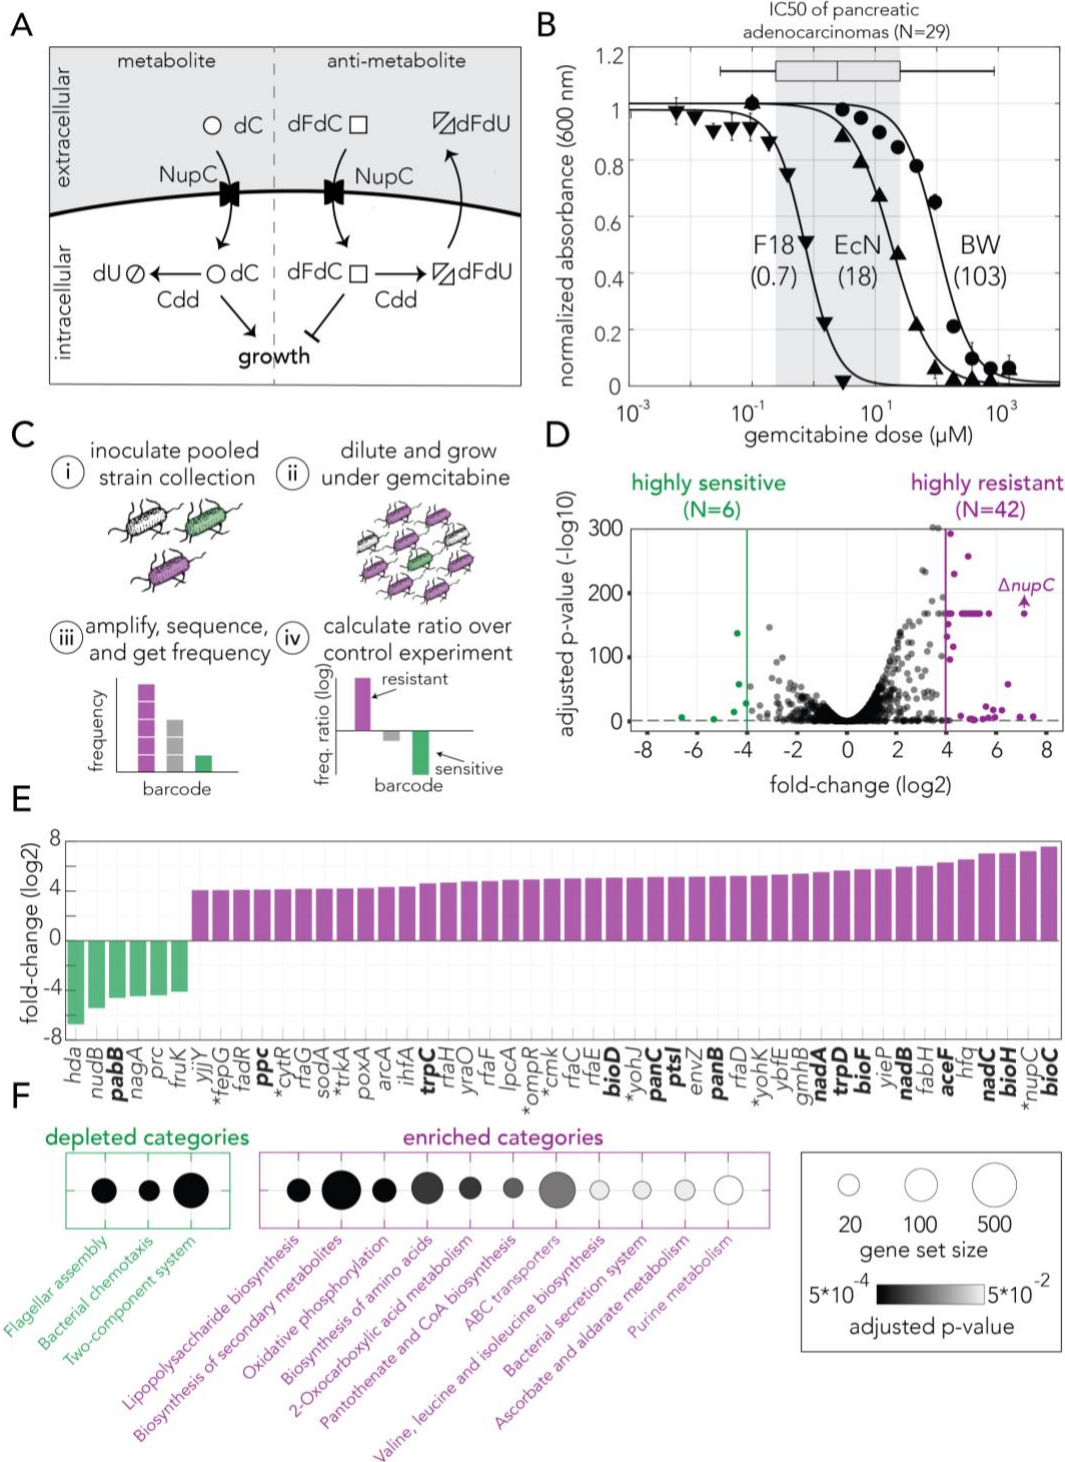 A
metabolite
anti-metabolite
extracellular
dC
dFdC
dFdU
NupC
NupC
intracellular
dU
dC
dFdC
dFdU
Cdd
Cdd
growth
B
IC50 of pancreatic
adenocarcinomas (N=29)
normalized absorbance (600 nm)
1.2
1
0.8
0.6
0.4
0.2
0
F18
(0.7)
EcN
(18)
BW
(103)
10^-3
10^-1
10^1
10^3
gemcitabine dose (µM)
C
i
inoculate pooled
strain collection
ii
dilute and grow
under gemcitabine
iii
amplify, sequence,
and get frequency
iv
calculate ratio over
control experiment
frequency
barcode
freq. ratio (log)
resistant
sensitive
barcode
D
highly sensitive
(N=6)
highly resistant
(N=42)
adjusted p-value (-log10)
300
200
100
0
ΔnupC
-8
-6
-4
-2
0
2
4
6
8
fold-change (log2)
E
fold-change (log2)
8
4
0
-4
-8
hda
nudB
pabB
nagA
prc
fruK
yjjY
*fepG
fadR
ppc
*cytR
rfaG
sodA
*trkA
poxA
arcA
ihfA
trpC
rfaH
yraO
rfaF
lpcA
*ompR
*cmk
rfaC
rfaE
bioD
*yohJ
panC
ptsI
envZ
panB
rfaD
*yohK
ybfE
gmhB
nadA
trpD
bioF
yieP
nadB
fabH
aceF
hfq
nadC
bioH
*nupC
bioC
F
depleted categories
enriched categories
Flagellar assembly
Bacterial chemotaxis
Two-component system
Lipopolysaccharide biosynthesis
Biosynthesis of secondary metabolites
Oxidative phosphorylation
Biosynthesis of amino acids
2-Oxocarboxylic acid metabolism
Pantothenate and CoA biosynthesis
ABC transporters
Valine, leucine and isoleucine biosynthesis
Bacterial secretion system
Ascorbate and aldarate metabolism
Purine metabolism
20
100
500
gene set size
5*10^-4
5*10^-2
adjusted p-value